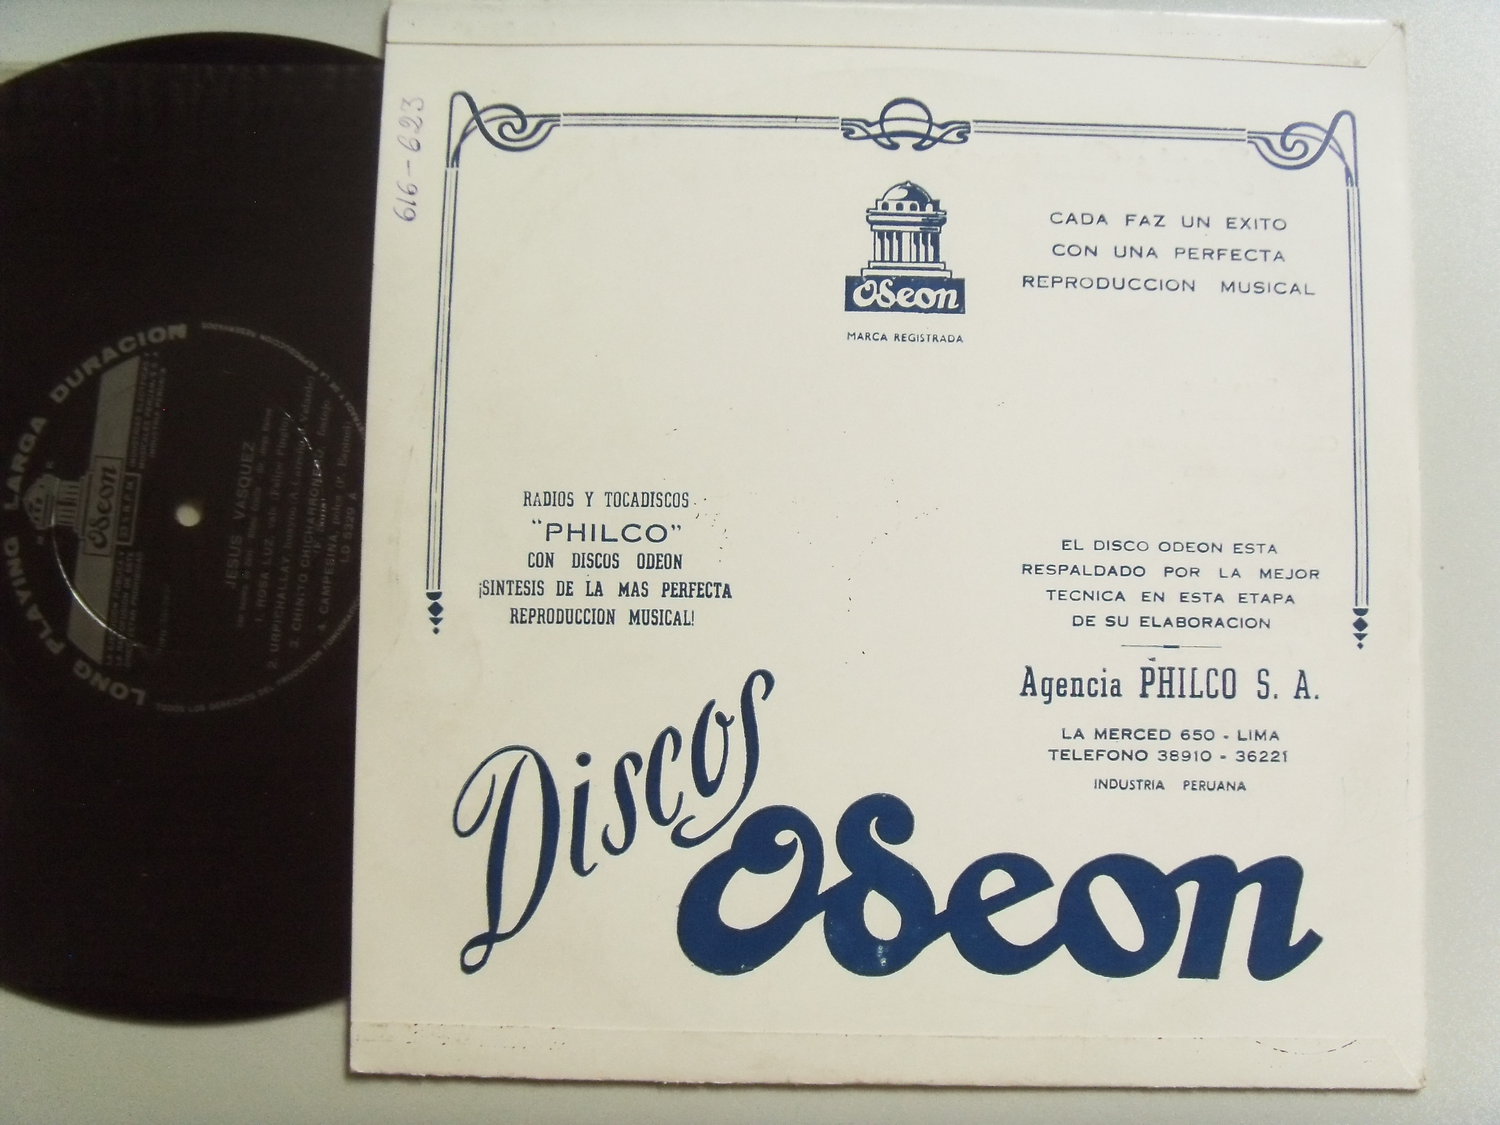 616-623
Odeon
MARCA REGISTRADA
CADA FAZ UN EXITO
CON UNA PERFECTA
REPRODUCCION MUSICAL
RADIOS Y TOCADISCOS
"PHILCO"
CON DISCOS ODEON
¡SINTESIS DE LA MAS PERFECTA
REPRODUCCION MUSICAL!
EL DISCO ODEON ESTA
RESPALDADO POR LA MEJOR
TECNICA EN ESTA ETAPA
DE SU ELABORACION
Agencia PHILCO S. A.
LA MERCED 650 - LIMA
TELEFONO 38910 - 36221
INDUSTRIA PERUANA
Discos
Odeon
LONG PLAYING LARGA DURACION
Odeon
JESUS VASQUEZ
1. ROSA LUZ
2. URPIHALLAY
3. CHINITO CHICHARRONERO
4. CAMPESINA